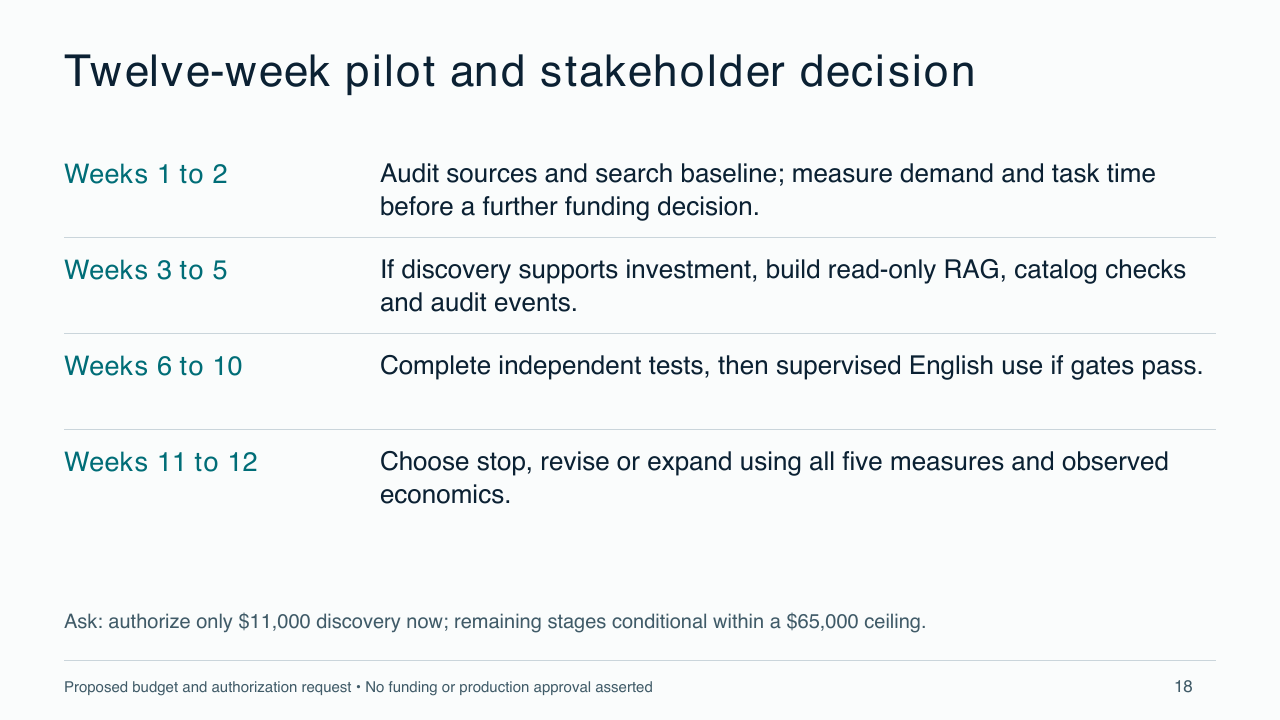 Twelve-week pilot and stakeholder decision
Weeks 1 to 2
Audit sources and search baseline; measure demand and task time
before a further funding decision.
Weeks 3 to 5
If discovery supports investment, build read-only RAG, catalog checks
and audit events.
Weeks 6 to 10
Complete independent tests, then supervised English use if gates pass.
Weeks 11 to 12
Choose stop, revise or expand using all five measures and observed
economics.
Ask: authorize only $11,000 discovery now; remaining stages conditional within a $65,000 ceiling.
Proposed budget and authorization request • No funding or production approval asserted
18